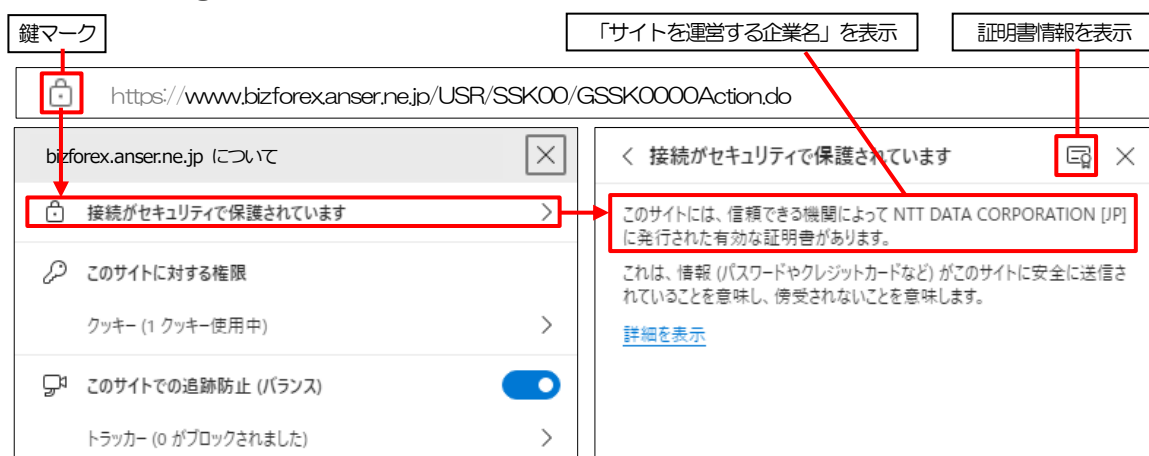 鍵マーク
「サイトを運営する企業名」を表示
証明書情報を表示
https://www.bizforex.anser.ne.jp/USR/SSK00/GSSK0000Action.do
bizforex.anser.ne.jp について
接続がセキュリティで保護されています
このサイトに対する権限
クッキー (1 クッキー使用中)
このサイトでの追跡防止 (バランス)
トラッカー (0 がブロックされました)
接続がセキュリティで保護されています
このサイトには、信頼できる機関によって NTT DATA CORPORATION [JP]
に発行された有効な証明書があります。
これは、情報 (パスワードやクレジットカードなど) がこのサイトに安全に送信さ
れていることを意味し、傍受されないことを意味します。
詳細を表示